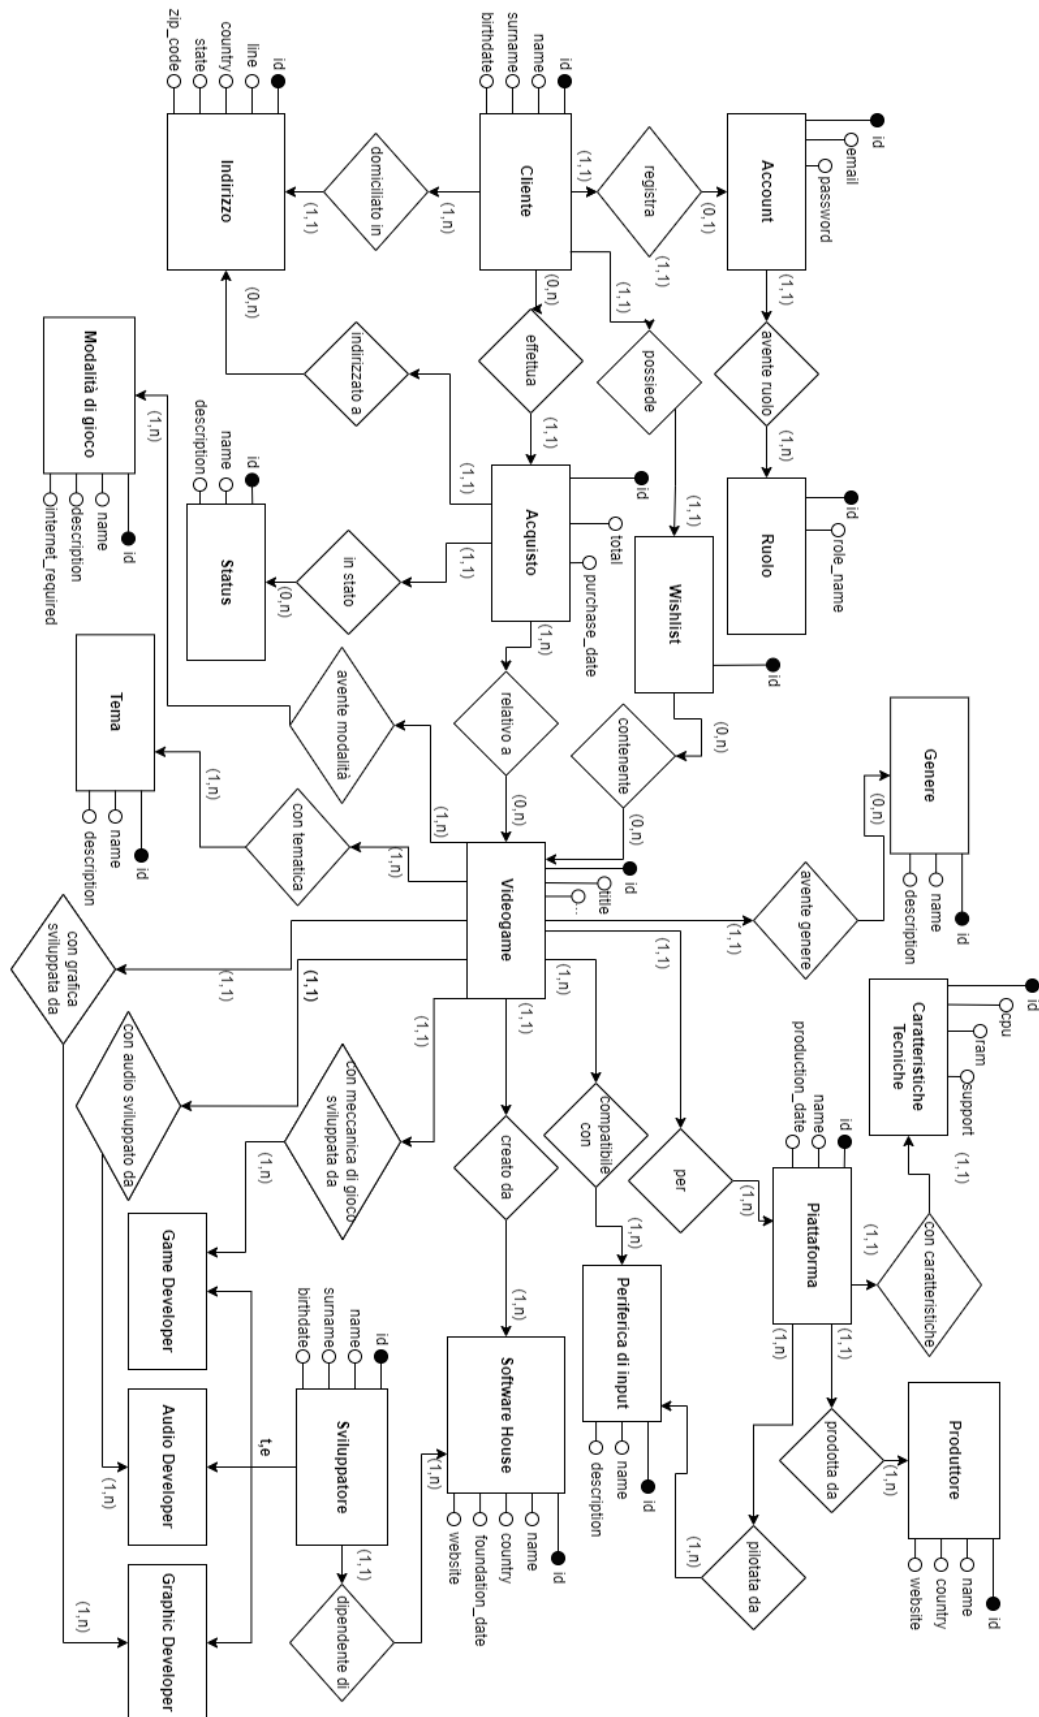 id
email
password
Account
(0,1)
(1,1)
avente ruolo
(1,n)
id
role_name
Ruolo
registra
(1,1)
(1,1)
id
name
surname
birthdate
Cliente
(1,1)
possiede
(1,1)
id
Wishlist
(0,n)
contenente
(0,n)
(0,n)
effettua
(1,1)
id
total
purchase_date
Acquisto
(1,n)
relativo a
(0,n)
(1,n)
domiciliato in
(1,1)
id
line
country
state
zip_code
Indirizzo
(0,n)
indirizzato a
(1,1)
(1,1)
in stato
(0,n)
id
name
description
Status
Modalità di gioco
(1,n)
id
name
description
internet_required
avente modalità
(1,n)
Tema
(1,n)
id
name
description
con tematica
(1,n)
id
title
...
Videogame
Genere
(0,n)
id
name
description
avente genere
(1,1)
id
cpu
ram
support
Caratteristiche
Tecniche
(1,1)
con caratteristiche
(1,1)
id
name
production_date
Piattaforma
(1,n)
per
(1,1)
(1,1)
prodotta da
(1,n)
Produttore
id
name
country
website
(1,n)
pilotata da
(1,n)
Periferica di input
id
name
description
(1,n)
compatibile
con
(1,n)
(1,1)
creato da
(1,n)
Software House
id
name
country
foundation_date
website
(1,n)
dipendente di
(1,1)
id
name
surname
birthdate
Sviluppatore
t,e
(1,1)
con meccanica di gioco
sviluppata da
(1,n)
Game Developer
(1,1)
con audio sviluppato da
(1,n)
Audio Developer
(1,1)
con grafica
sviluppata da
(1,n)
Graphic Developer